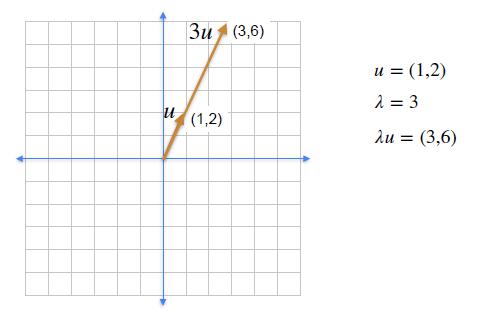 3u (3,6)
u (1,2)
u = (1,2)
λ = 3
λu = (3,6)